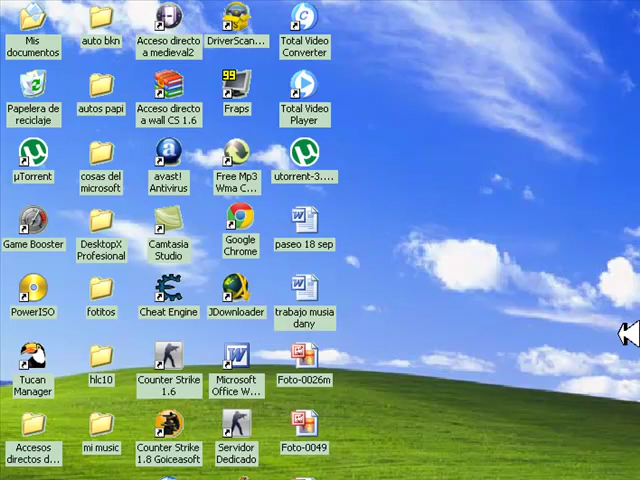 Mis
documentos
auto bkn
Acceso directo
a medieval2
DriverScan...
Total Video
Converter
Papelera de
reciclaje
autos papi
Acceso directo
a wall CS 1.6
99
Fraps
Total Video
Player
µTorrent
cosas del
microsoft
avast!
Antivirus
Free Mp3
Wma C...
utorrent-3....
Game Booster
DesktopX
Profesional
Camtasia
Studio
Google
Chrome
paseo 18 sep
PowerISO
fotitos
Cheat Engine
JDownloader
trabajo musia
dany
Tucan
Manager
hlc10
Counter Strike
1.6
Microsoft
Office W...
Foto-0026m
Accesos
directos d...
mi music
Counter Strike
1.8 Goiceasoft
Servidor
Dedicado
Foto-0049